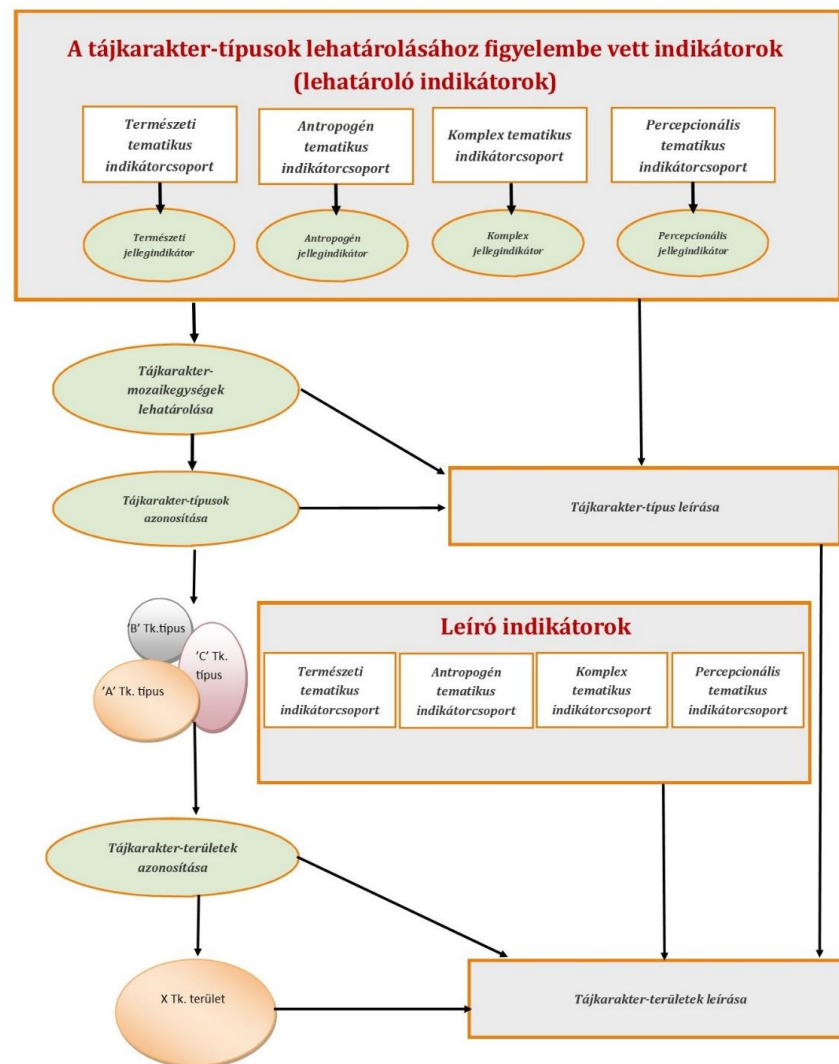 A tájkarakter-típusok lehatárolásához figyelembe vett indikátorok
(lehatároló indikátorok)
Természeti
tematikus
indikátorcsoport
Antropogén
tematikus
indikátorcsoport
Komplex tematikus
indikátorcsoport
Percepcionális
tematikus
indikátorcsoport
Természeti
jellegindikátor
Antropogén
jellegindikátor
Komplex
jellegindikátor
Percepcionális
jellegindikátor
Tájkarakter-
mozaikegységek
lehatárolása
Tájkarakter-típusok
azonosítása
Tájkarakter-típus leírása
'B' Tk.típus
'C' Tk.
típus
'A' Tk. típus
Leíró indikátorok
Természeti
tematikus
indikátorcsoport
Antropogén
tematikus
indikátorcsoport
Komplex
tematikus
indikátorcsoport
Percepcionális
tematikus
indikátorcsoport
Tájkarakter-területek
azonosítása
X Tk. terület
Tájkarakter-területek leírása